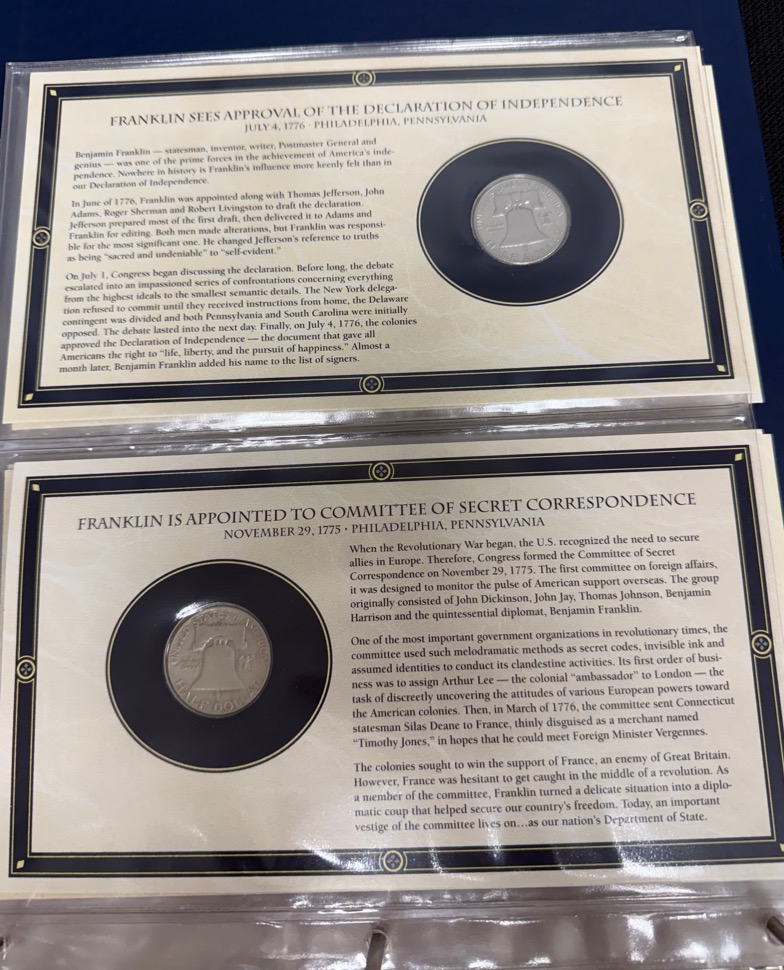 FRANKLIN SEES APPROVAL OF THE DECLARATION OF INDEPENDENCE
JULY 4, 1776 · PHILADELPHIA, PENNSYLVANIA
Benjamin Franklin — statesman, inventor, writer, Postmaster General and
genius — was one of the prime forces in the achievement of America's inde-
pendence. Nowhere in history is Franklin's influence more keenly felt than in
our Declaration of Independence.
In June of 1776, Franklin was appointed along with Thomas Jefferson, John
Adams, Roger Sherman and Robert Livingston to draft the declaration.
Jefferson prepared most of the first draft, then delivered it to Adams and
Franklin for editing. Both men made alterations, but Franklin was responsi-
ble for the most significant one. He changed Jefferson's reference to truths
as being "sacred and undeniable" to "self-evident."
On July 1, Congress began discussing the declaration. Before long, the debate
escalated into an impassioned series of confrontations concerning everything
from the highest ideals to the smallest semantic details. The New York delega-
tion refused to commit until they received instructions from home, the Delaware
contingent was divided and both Pennsylvania and South Carolina were initially
opposed. The debate lasted into the next day. Finally, on July 4, 1776, the colonies
approved the Declaration of Independence — the document that gave all
Americans the right to "life, liberty, and the pursuit of happiness." Almost a
month later, Benjamin Franklin added his name to the list of signers.
FRANKLIN IS APPOINTED TO COMMITTEE OF SECRET CORRESPONDENCE
NOVEMBER 29, 1775 · PHILADELPHIA, PENNSYLVANIA
UNITED STATES OF AMERICA
HALF DOLLAR
When the Revolutionary War began, the U.S. recognized the need to secure
allies in Europe. Therefore, Congress formed the Committee of Secret
Correspondence on November 29, 1775. The first committee on foreign affairs,
it was designed to monitor the pulse of American support overseas. The group
originally consisted of John Dickinson, John Jay, Thomas Johnson, Benjamin
Harrison and the quintessential diplomat, Benjamin Franklin.
One of the most important government organizations in revolutionary times, the
committee used such melodramatic methods as secret codes, invisible ink and
assumed identities to conduct its clandestine activities. Its first order of busi-
ness was to assign Arthur Lee — the colonial "ambassador" to London — the
task of discreetly uncovering the attitudes of various European powers toward
the American colonies. Then, in March of 1776, the committee sent Connecticut
statesman Silas Deane to France, thinly disguised as a merchant named
"Timothy Jones," in hopes that he could meet Foreign Minister Vergennes.
The colonies sought to win the support of France, an enemy of Great Britain.
However, France was hesitant to get caught in the middle of a revolution. As
a member of the committee, Franklin turned a delicate situation into a diplo-
matic coup that helped secure our country's freedom. Today, an important
vestige of the committee lives on...as our nation's Department of State.